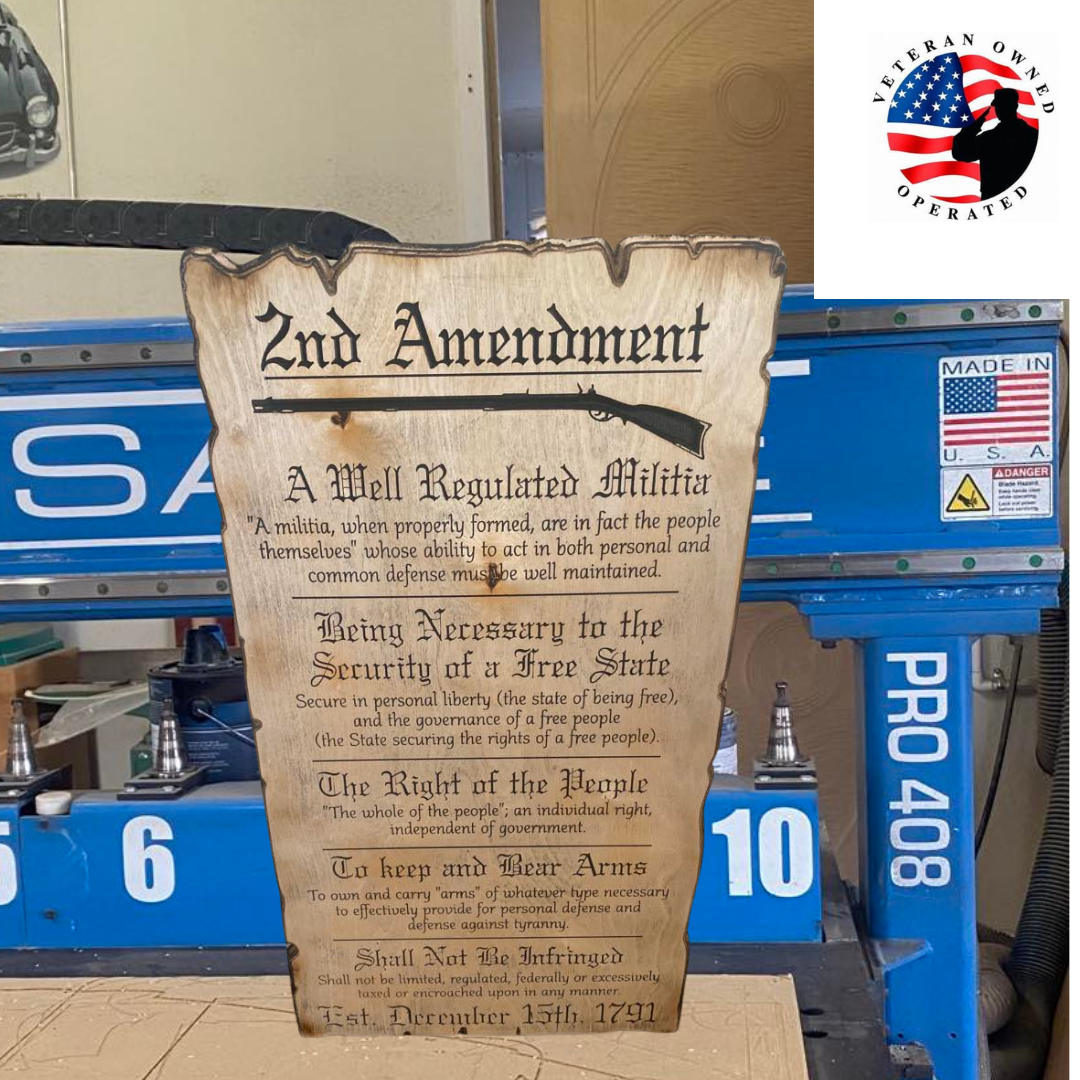 VETERAN OWNED
OPERATED
2nd Amendment
A Well Regulated Militia
"A militia, when properly formed, are in fact the people
themselves" whose ability to act in both personal and
common defense must be well maintained.
Being Necessary to the
Security of a Free State
Secure in personal liberty (the state of being free),
and the governance of a free people
(the State securing the rights of a free people).
The Right of the People
"The whole of the people"; an individual right,
independent of government.
To keep and Bear Arms
To own and carry "arms" of whatever type necessary
to effectively provide for personal defense and
defense against tyranny.
Shall Not Be Infringed
Shall not be limited, regulated, federally or excessively
taxed or encroached upon in any manner.
Est. December 15th, 1791
SA
MADE IN
U. S. A.
DANGER
Blade Hazard.
PRO 408
5
6
10